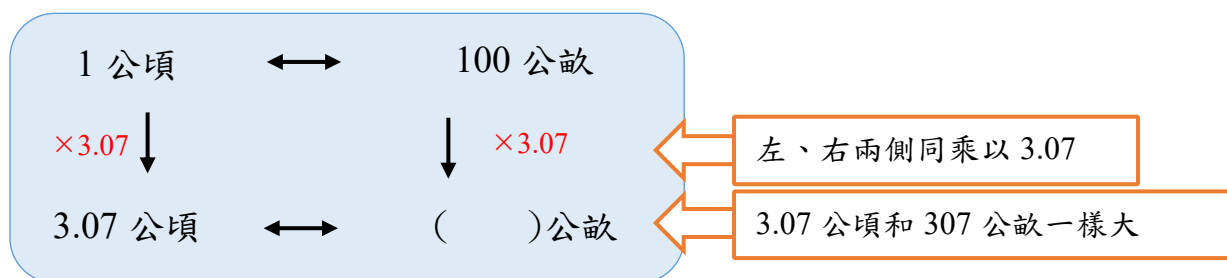 1 公頃 100 公畝
×3.07 ×3.07
左、右兩側同乘以 3.07
3.07 公頃 ( )公畝
3.07 公頃和 307 公畝一樣大